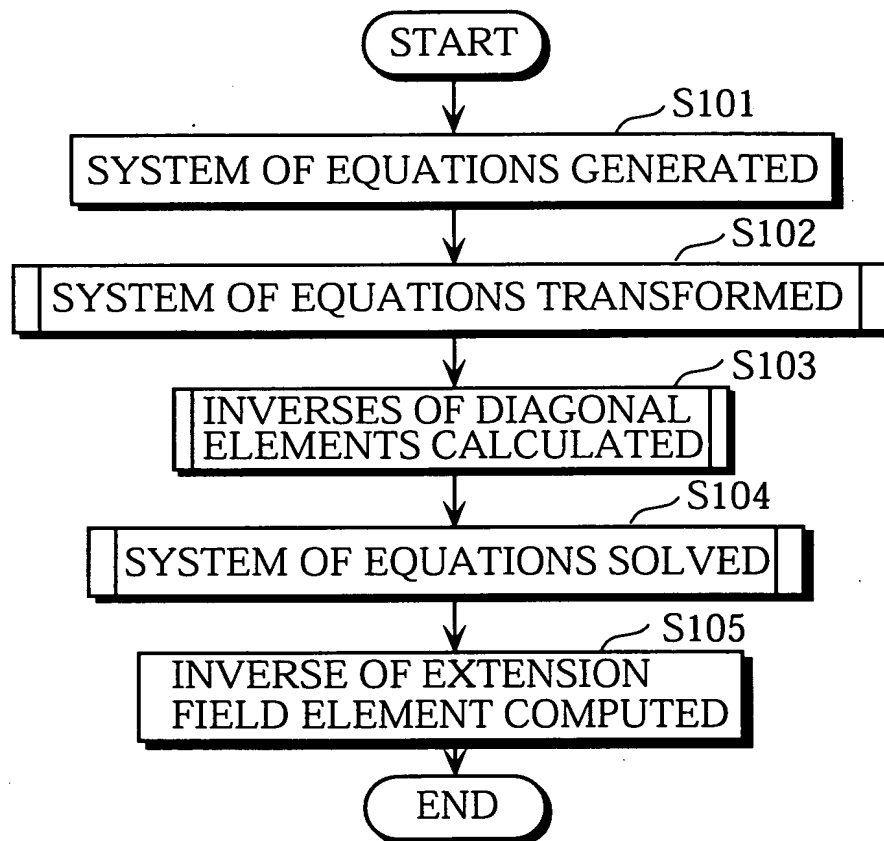 START
S101
SYSTEM OF EQUATIONS GENERATED
S102
SYSTEM OF EQUATIONS TRANSFORMED
S103
INVERSES OF DIAGONAL
ELEMENTS CALCULATED
S104
SYSTEM OF EQUATIONS SOLVED
S105
INVERSE OF EXTENSION
FIELD ELEMENT COMPUTED
END